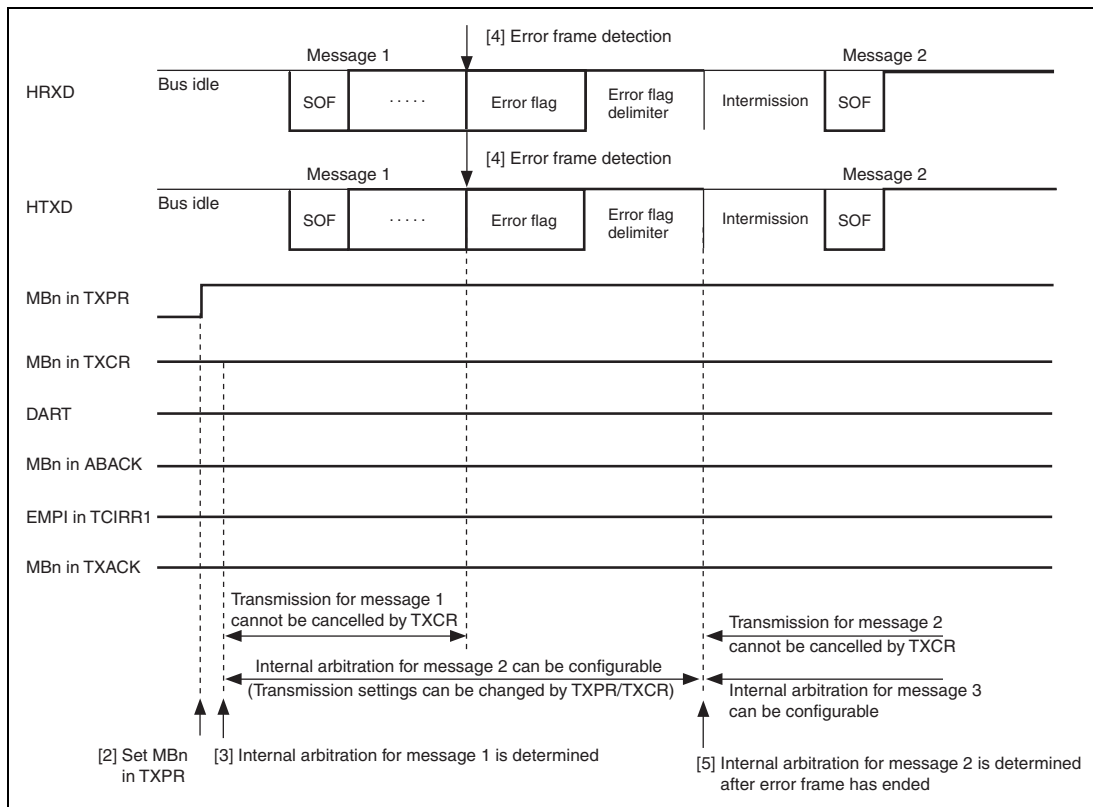 [4] Error frame detection
Message 1
Message 2
HRXD
Bus idle
SOF
.....
Error flag
Error flag
delimiter
Intermission
SOF
[4] Error frame detection
Message 1
Message 2
HTXD
Bus idle
SOF
.....
Error flag
Error flag
delimiter
Intermission
SOF
MBn in TXPR
MBn in TXCR
DART
MBn in ABACK
EMPI in TCIRR1
MBn in TXACK
Transmission for message 1
cannot be cancelled by TXCR
Transmission for message 2
cannot be cancelled by TXCR
Internal arbitration for message 2 can be configurable
(Transmission settings can be changed by TXPR/TXCR)
Internal arbitration for message 3
can be configurable
[2] Set MBn
in TXPR
[3] Internal arbitration for message 1 is determined
[5] Internal arbitration for message 2 is determined
after error frame has ended